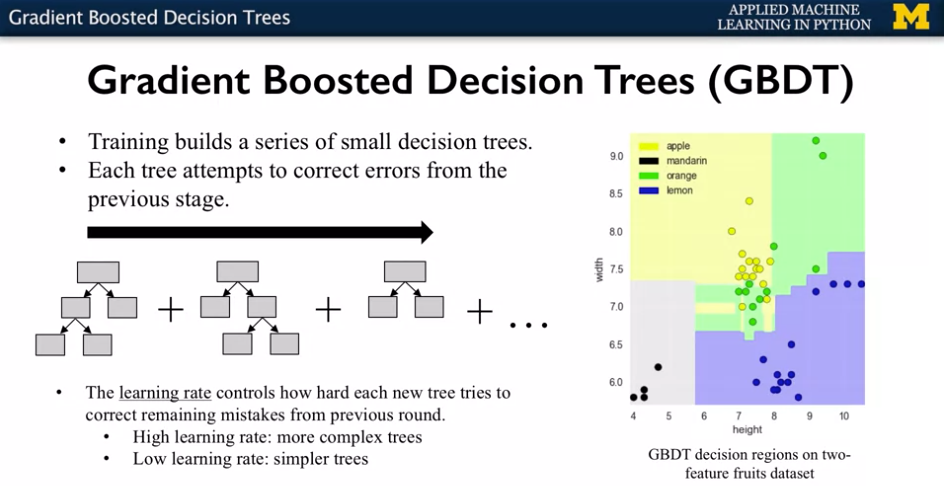 Gradient Boosted Decision Trees
APPLIED MACHINE
LEARNING IN PYTHON
M
Gradient Boosted Decision Trees (GBDT)
• Training builds a series of small decision trees.
• Each tree attempts to correct errors from the
previous stage.
+ + + ...
• The learning rate controls how hard each new tree tries to
correct remaining mistakes from previous round.
• High learning rate: more complex trees
• Low learning rate: simpler trees
apple
mandarin
orange
lemon
9.0
8.5
8.0
7.5
7.0
6.5
6.0
width
4 5 6 7 8 9 10
height
GBDT decision regions on two-
feature fruits dataset